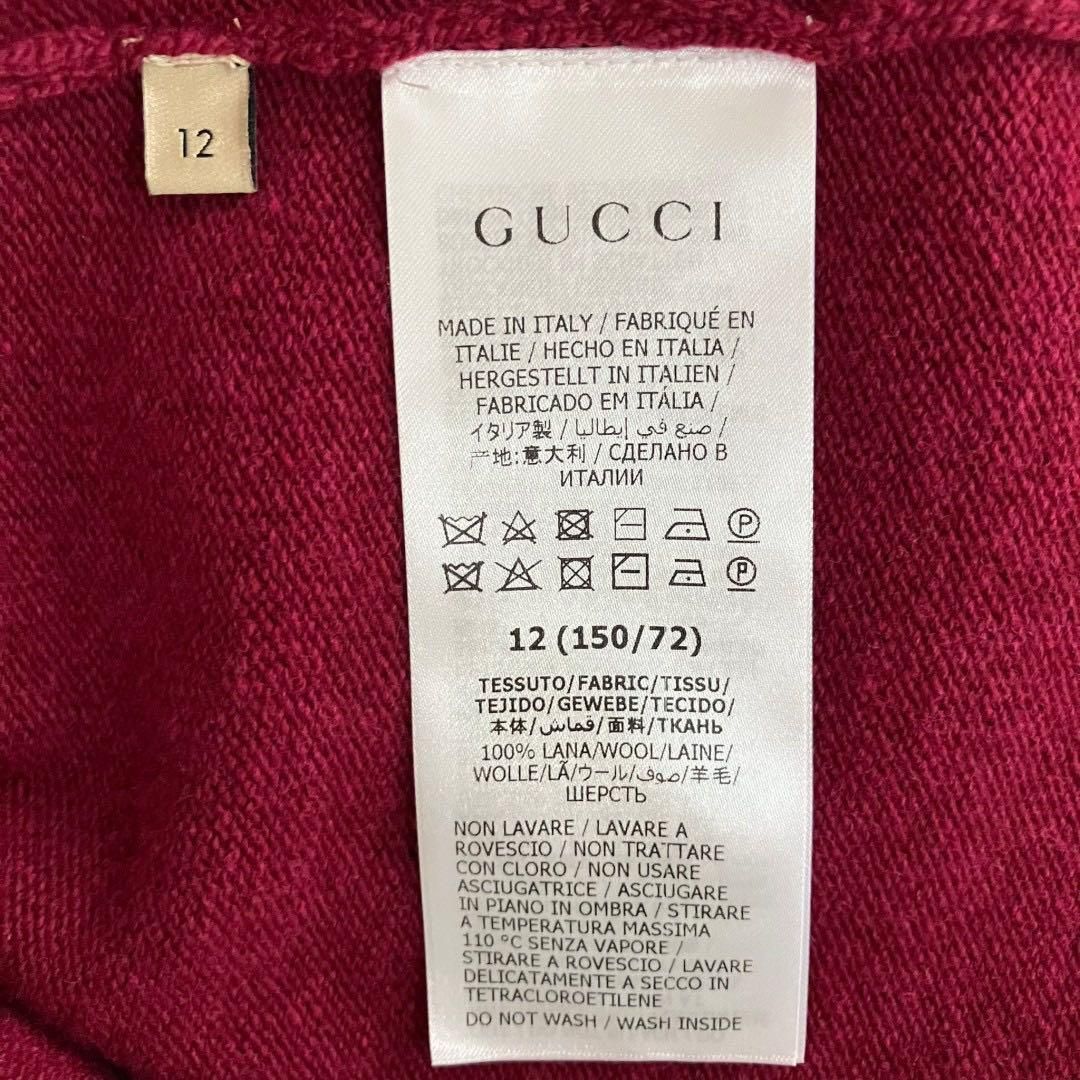 12
GUCCI
MADE IN ITALY / FABRIQUÉ EN
ITALIE / HECHO EN ITALIA /
HERGESTELLT IN ITALIEN /
FABRICADO EM ITÁLIA /
イタリア製 / صنع في إيطاليا /
产地:意大利 / СДЕЛАНО В
ИТАЛИИ
P
P
12 (150/72)
TESSUTO/FABRIC/TISSU/
TEJIDO/GEWEBE/TECIDO/
本体/قماش/面料/ТКАНЬ
100% LANA/WOOL/LAINE/
WOLLE/LÃ/ウール/صوف/羊毛/
ШЕРСТЬ
NON LAVARE / LAVARE A
ROVESCIO / NON TRATTARE
CON CLORO / NON USARE
ASCIUGATRICE / ASCIUGARE
IN PIANO IN OMBRA / STIRARE
A TEMPERATURA MASSIMA
110 °C SENZA VAPORE /
STIRARE A ROVESCIO / LAVARE
DELICATAMENTE A SECCO IN
TETRACLOROETILENE
DO NOT WASH / WASH INSIDE